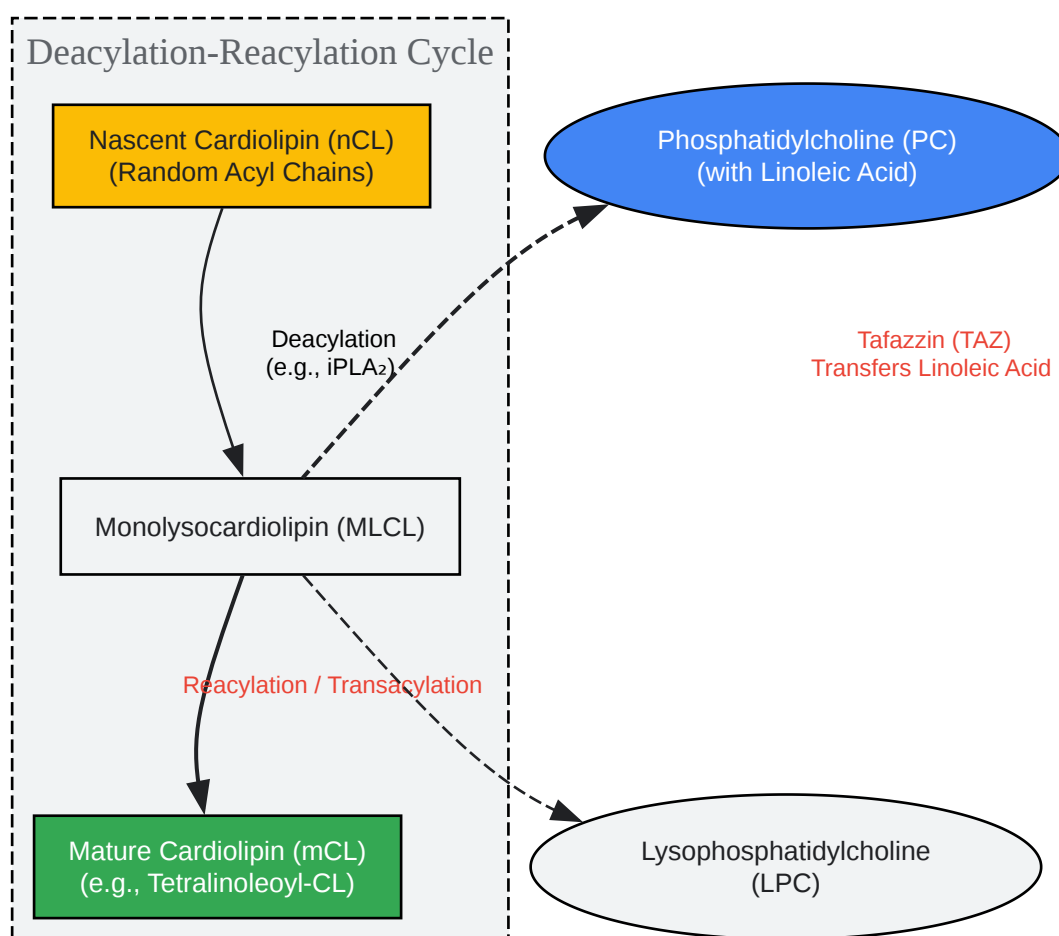 Deacylation-Reacylation Cycle
Nascent Cardiolipin (nCL)
(Random Acyl Chains)
Phosphatidylcholine (PC)
(with Linoleic Acid)
Deacylation
(e.g., iPLA₂)
Tafazzin (TAZ)
Transfers Linoleic Acid
Monolysocardiolipin (MLCL)
Reacylation / Transacylation
Mature Cardiolipin (mCL)
(e.g., Tetralinoleoyl-CL)
Lysophosphatidylcholine
(LPC)